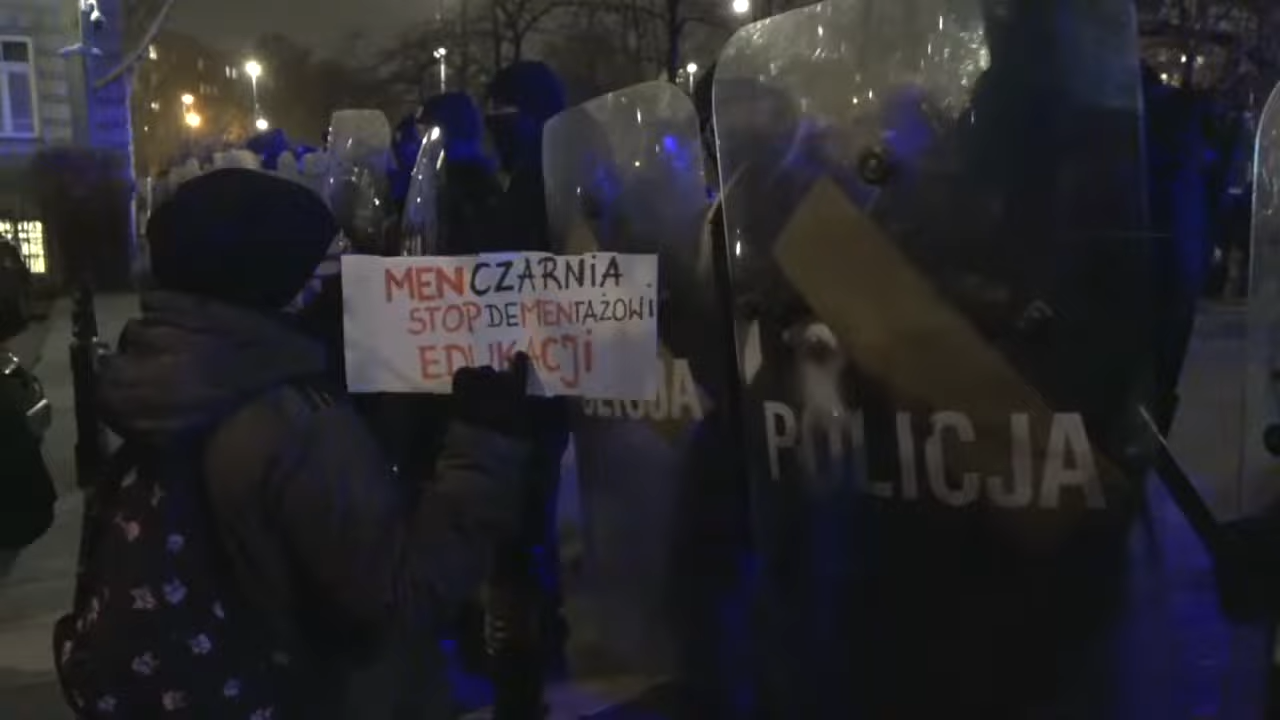 MENCZARNiA
STOP DEMENTAŻOWi
EDUKACJi
POLICJA
POLICJA